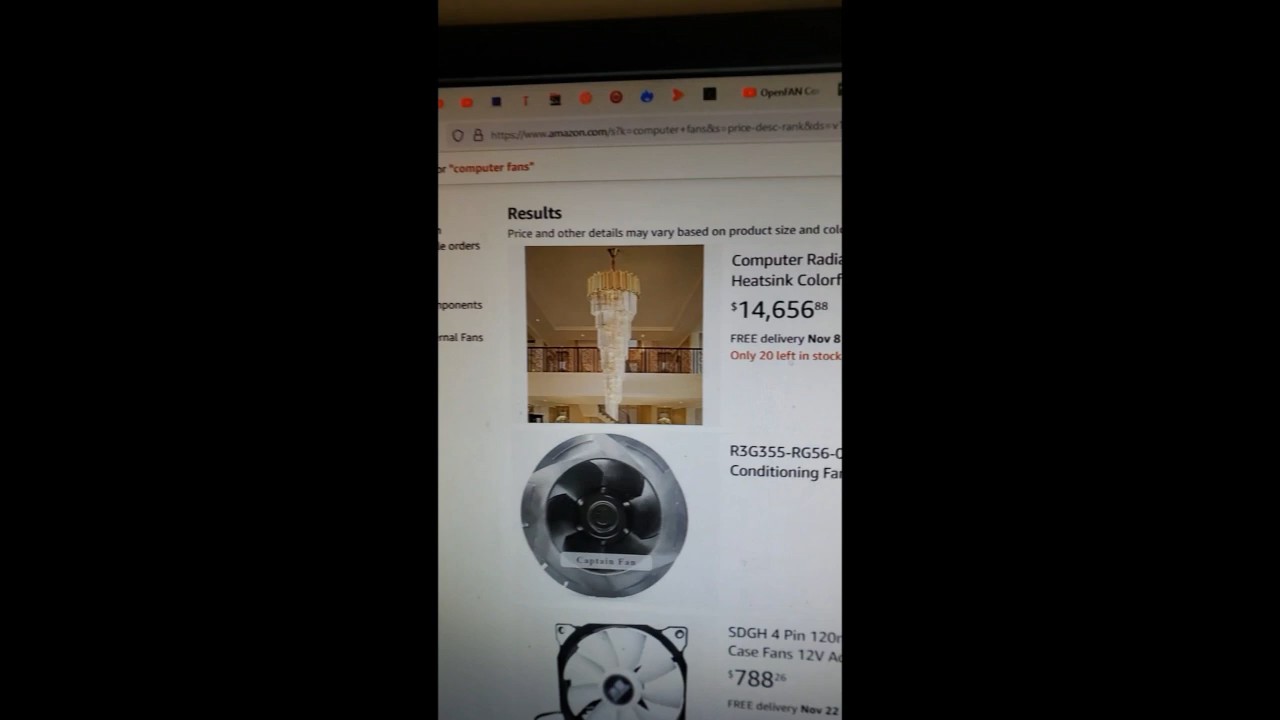 OpenFAN Co
https://www.amazon.com/s?k=computer+fans&s=price-desc-rank&ds=v
or "computer fans"
Results
Price and other details may vary based on product size and col
le orders
Computer Radia
Heatsink Colorf
$14,656.88
nponents
FREE delivery Nov 8
rnal Fans
Only 20 left in stock
R3G355-RG56-
Conditioning Fa
Captain Fan
SDGH 4 Pin 120
Case Fans 12V A
$788.26
FREE delivery Nov 22